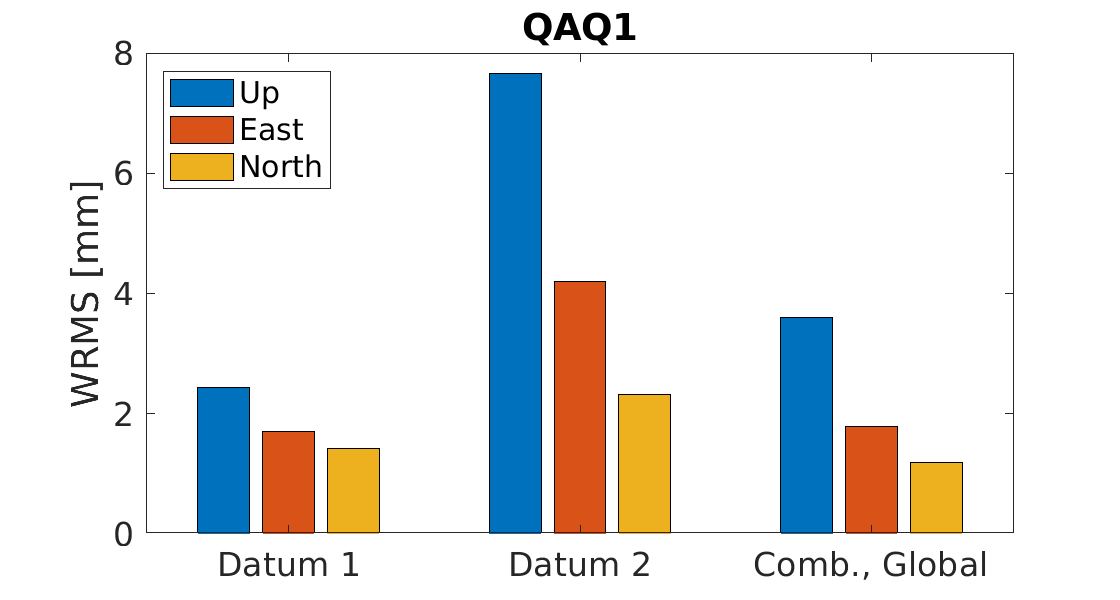 QAQ1
8
6
4
2
0
WRMS [mm]
Up
East
North
Datum 1
Datum 2
Comb., Global